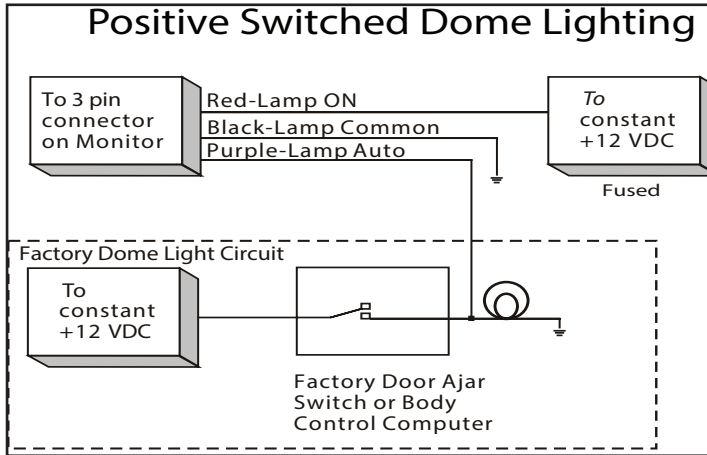 Positive Switched Dome Lighting
To 3 pin
connector
on Monitor
Red-Lamp ON
Black-Lamp Common
Purple-Lamp Auto
To
constant
+12 VDC
Fused
Factory Dome Light Circuit
To
constant
+12 VDC
Factory Door Ajar
Switch or Body
Control Computer